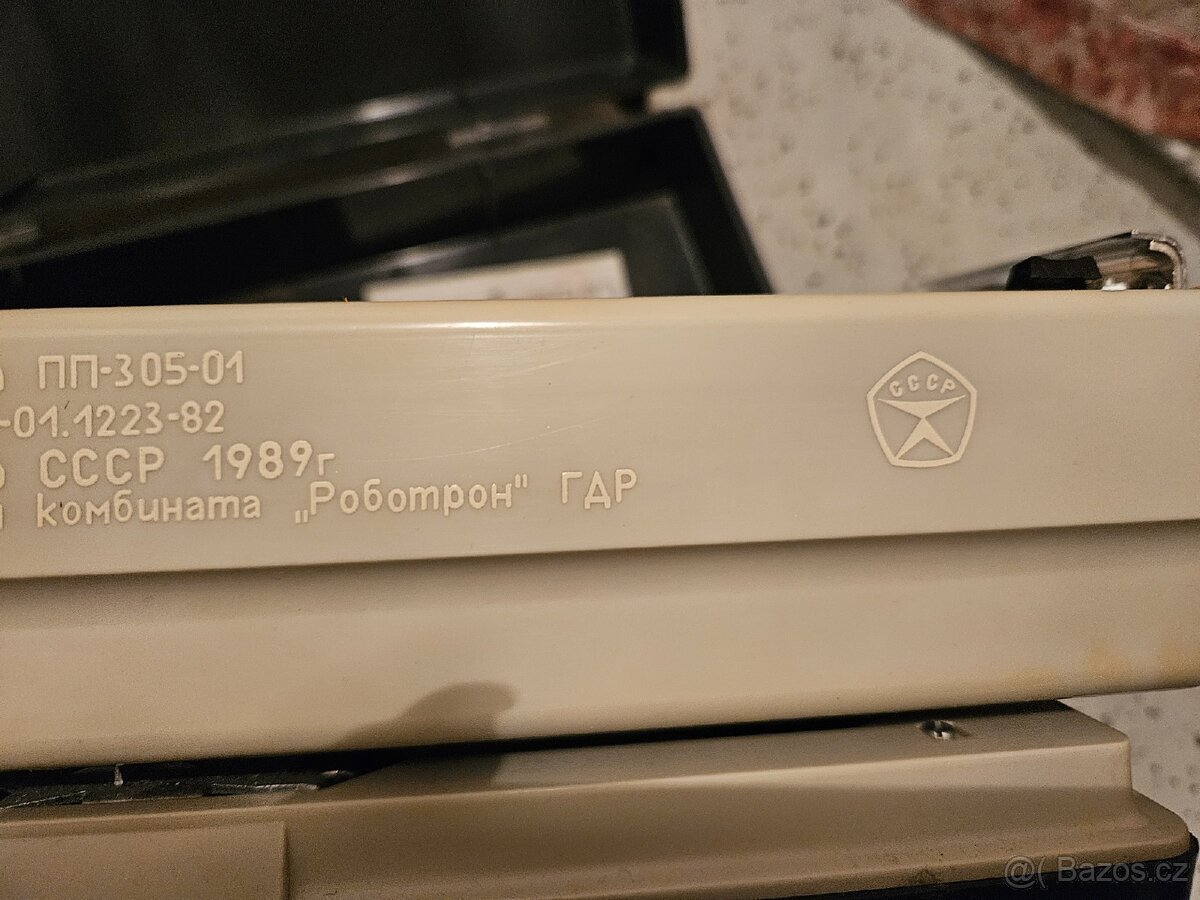 ПП-305-01
-01.1223-82
СССР 1989г
комбината „Роботрон" ГДР
СССР
@( Bazos.cz